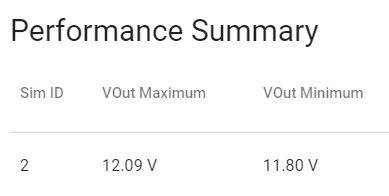 Performance Summary
Sim ID VOut Maximum VOut Minimum
2 12.09 V 11.80 V